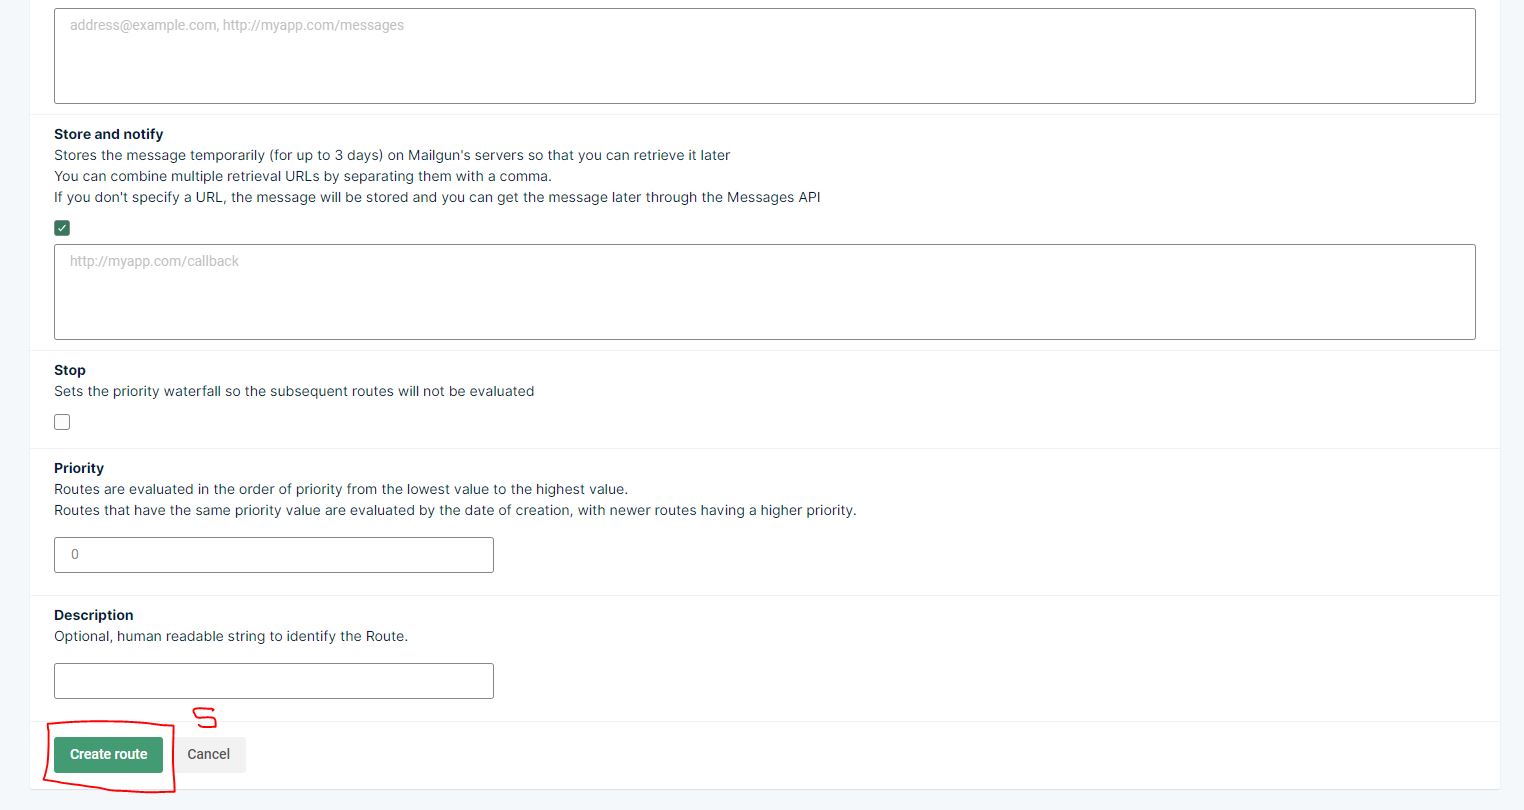 address@example.com, http://myapp.com/messages
Store and notify
Stores the message temporarily (for up to 3 days) on Mailgun's servers so that you can retrieve it later
You can combine multiple retrieval URLs by separating them with a comma.
If you don't specify a URL, the message will be stored and you can get the message later through the Messages API
http://myapp.com/callback
Stop
Sets the priority waterfall so the subsequent routes will not be evaluated
Priority
Routes are evaluated in the order of priority from the lowest value to the highest value.
Routes that have the same priority value are evaluated by the date of creation, with newer routes having a higher priority.
0
Description
Optional, human readable string to identify the Route.
5
Create route Cancel